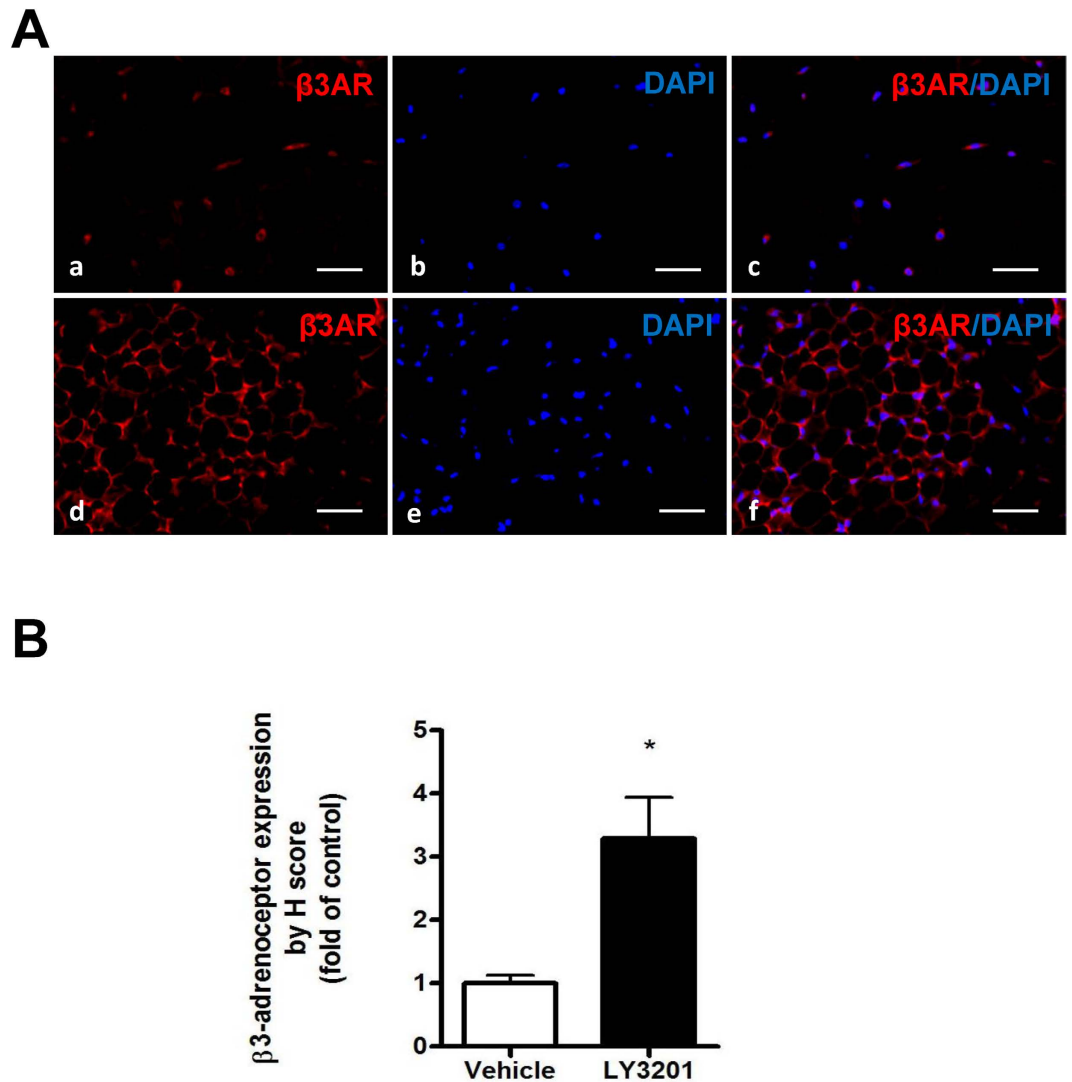 A
β3AR
DAPI
β3AR/DAPI
a
b
c
β3AR
DAPI
β3AR/DAPI
d
e
f
B
β3-adrenoceptor expression
by H score
(fold of control)
5
4
3
2
1
0
*
Vehicle
LY3201